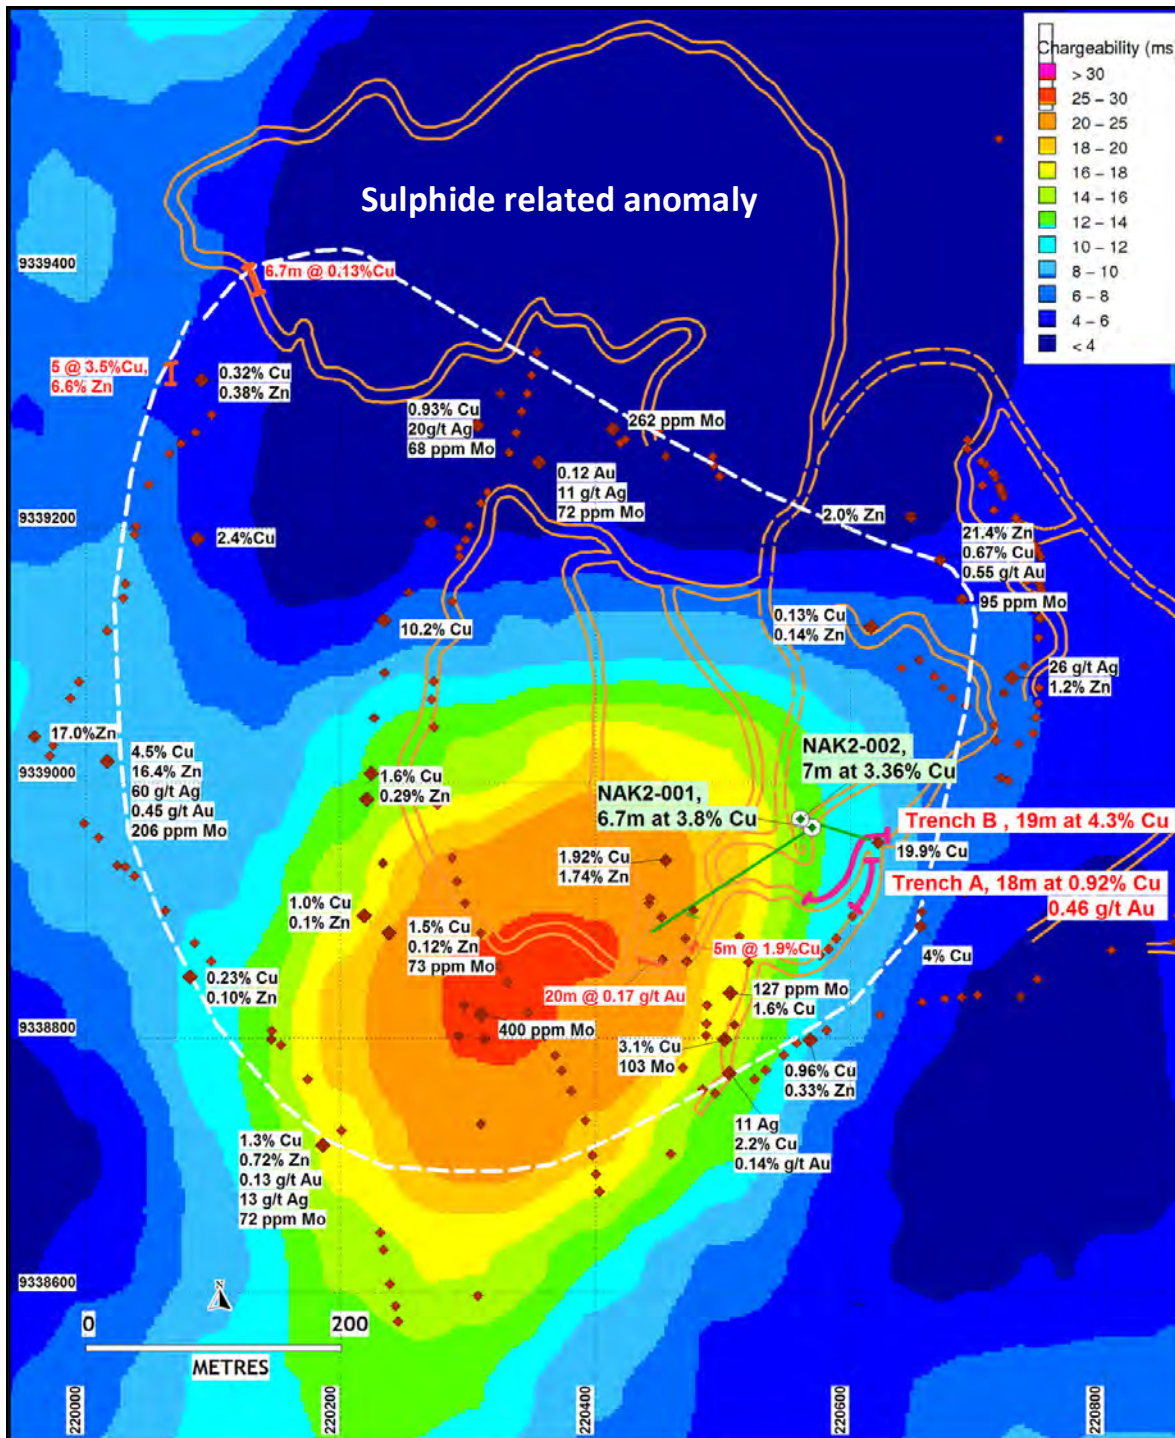 Chargeability (ms
> 30
25 – 30
20 – 25
18 – 20
16 – 18
14 – 16
12 – 14
10 – 12
8 – 10
6 – 8
4 – 6
< 4
Sulphide related anomaly
9339400
6.7m @ 0.13%Cu
5 @ 3.5%Cu,
6.6% Zn
0.32% Cu
0.38% Zn
0.93% Cu
20g/t Ag
68 ppm Mo
262 ppm Mo
0.12 Au
11 g/t Ag
72 ppm Mo
9339200
2.4%Cu
2.0% Zn
21.4% Zn
0.67% Cu
0.55 g/t Au
95 ppm Mo
10.2% Cu
0.13% Cu
0.14% Zn
26 g/t Ag
1.2% Zn
17.0%Zn
4.5% Cu
16.4% Zn
60 g/t Ag
0.45 g/t Au
206 ppm Mo
9339000
NAK2-002,
7m at 3.36% Cu
NAK2-001,
6.7m at 3.8% Cu
1.6% Cu
0.29% Zn
Trench B , 19m at 4.3% Cu
19.9% Cu
1.92% Cu
1.74% Zn
Trench A, 18m at 0.92% Cu
0.46 g/t Au
1.0% Cu
0.1% Zn
1.5% Cu
0.12% Zn
73 ppm Mo
5m @ 1.9%Cu
4% Cu
0.23% Cu
0.10% Zn
20m @ 0.17 g/t Au
127 ppm Mo
1.6% Cu
9338800
400 ppm Mo
3.1% Cu
103 Mo
0.96% Cu
0.33% Zn
11 Ag
2.2% Cu
0.14% g/t Au
1.3% Cu
0.72% Zn
0.13 g/t Au
13 g/t Ag
72 ppm Mo
9338600
N
0
200
METRES
220000
220200
220400
220600
220800